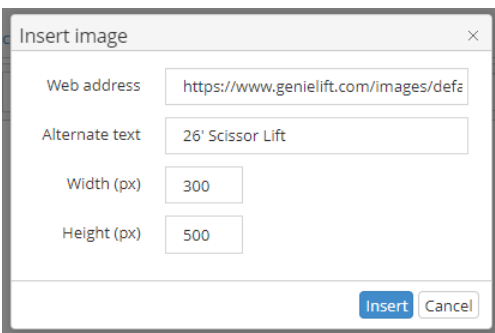 Insert image
Web address https://www.genielift.com/images/defa
Alternate text 26' Scissor Lift
Width (px) 300
Height (px) 500
Insert Cancel